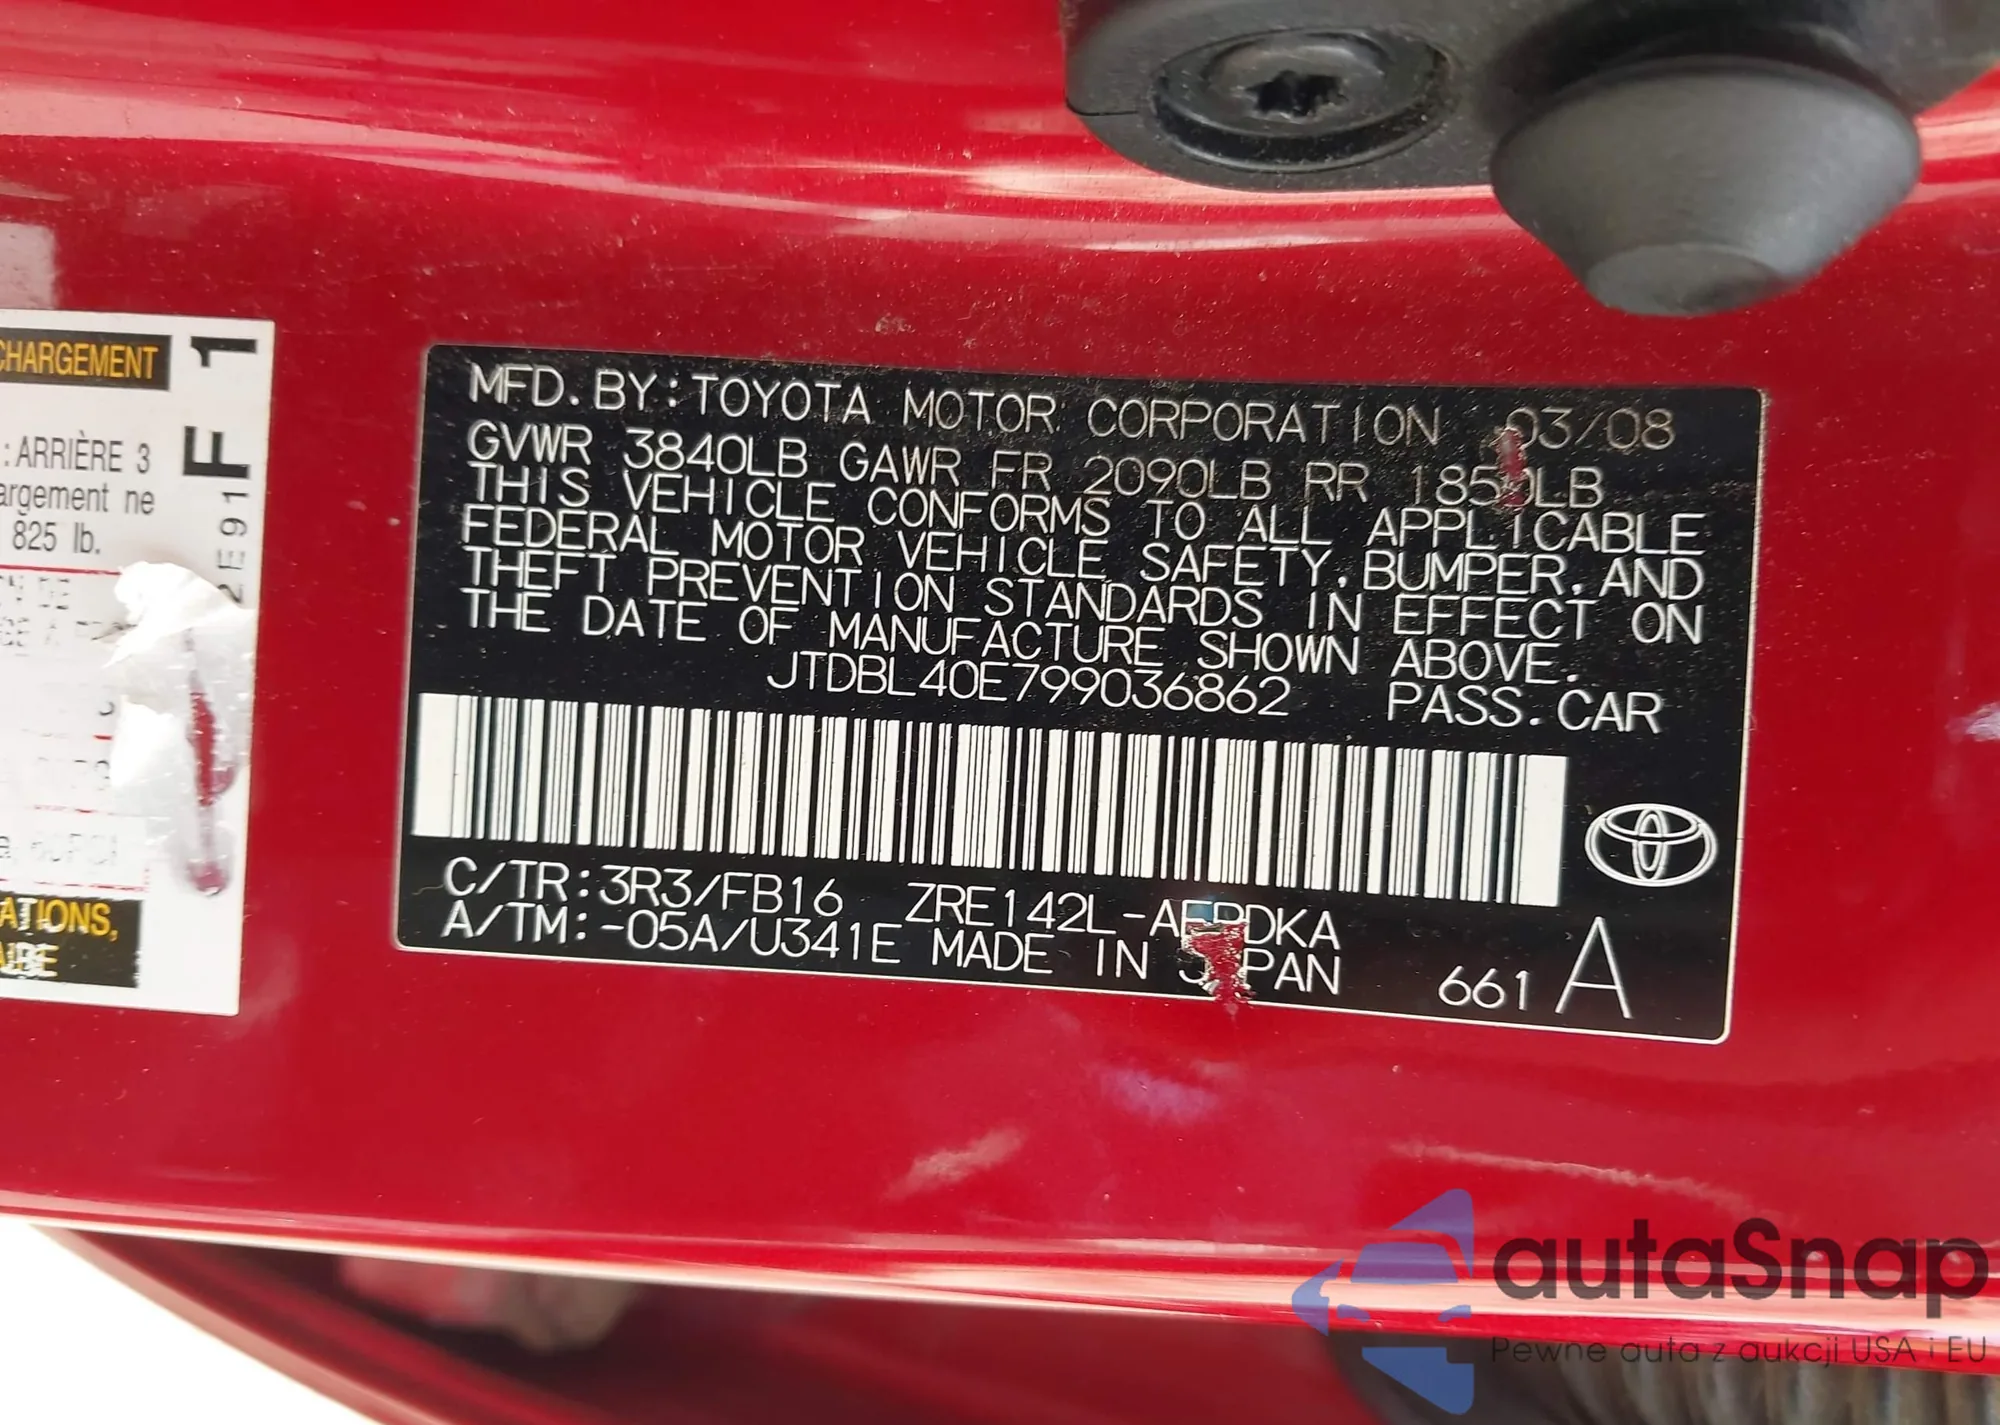 CHARGEMENT
: ARRIÈRE 3
argement ne
825 lb.
F 1
2E91
ATIONS,
MFD. BY: TOYOTA MOTOR CORPORATION 03/08
GVWR 3840LB GAWR FR 2090LB RR 1850LB
THIS VEHICLE CONFORMS TO ALL APPLICABLE
FEDERAL MOTOR VEHICLE SAFETY, BUMPER, AND
THEFT PREVENTION STANDARDS IN EFFECT ON
THE DATE OF MANUFACTURE SHOWN ABOVE.
JTDBL40E799036862 PASS. CAR
C/TR: 3R3/FB16 ZRE142L-AEPDKA
A/TM: -05A/U341E MADE IN JAPAN
661 A
autaSnap
Pewne auta z aukcji USA i EU